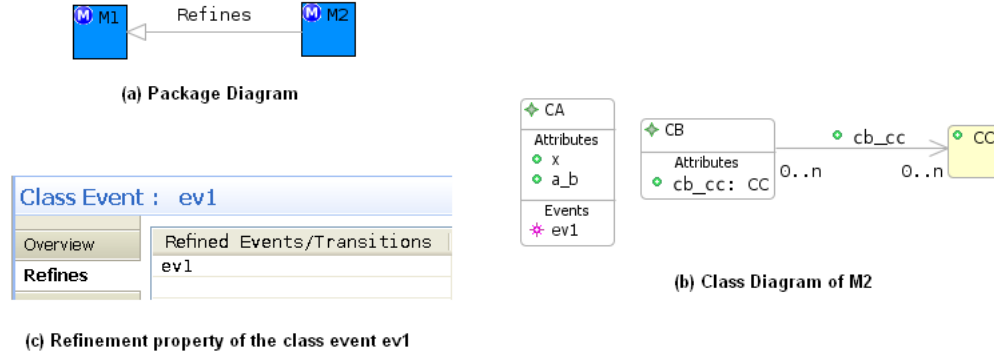 M M1
Refines
M M2
(a) Package Diagram
CA
Attributes
x
a_b
Events
ev1
CB
Attributes
cb_cc: CC
cb_cc
0..n
0..n
CC
(b) Class Diagram of M2
Class Event : ev1
Overview
Refines
Refined Events/Transitions
ev1
(c) Refinement property of the class event ev1